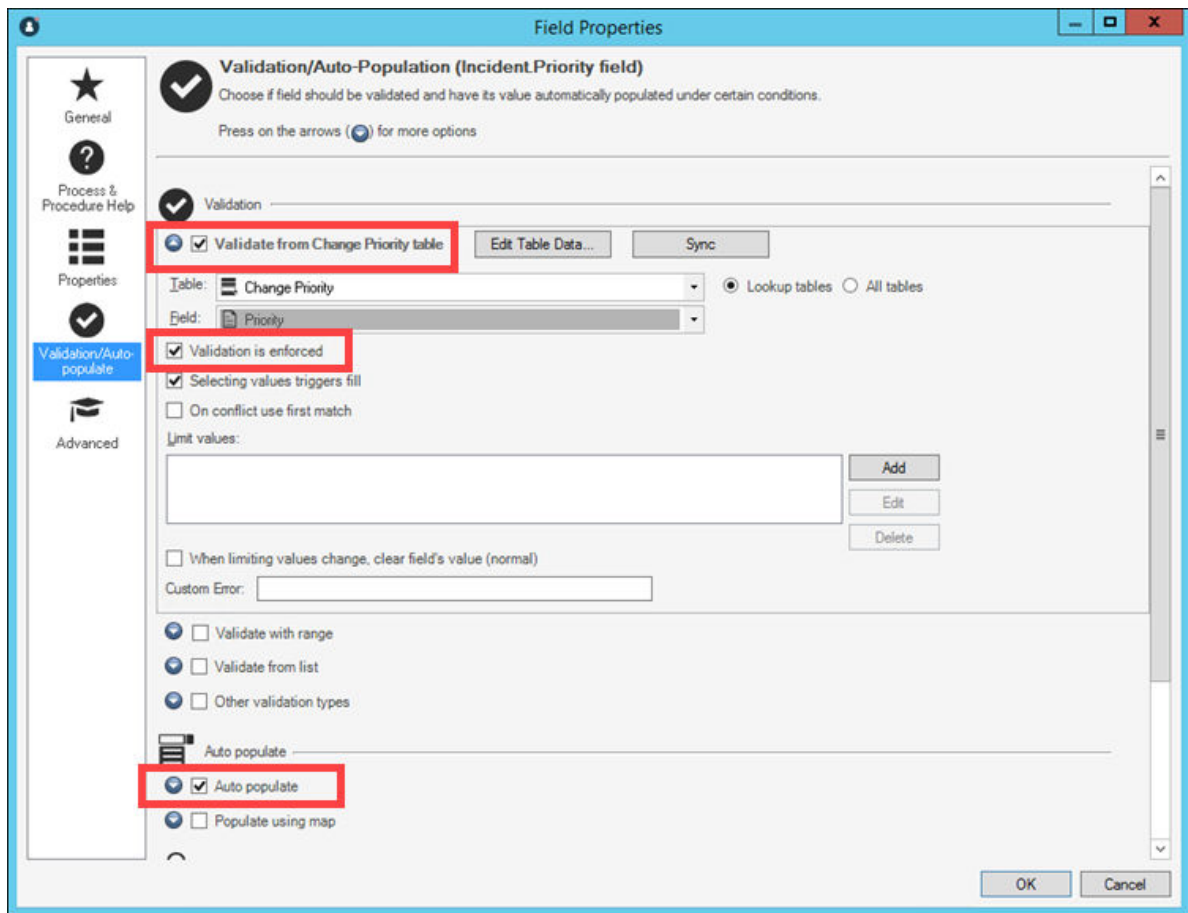 Field Properties
General
Process &
Procedure Help
Properties
Validation/Auto-
populate
Advanced
Validation/Auto-Population (Incident.Priority field)
Choose if field should be validated and have its value automatically populated under certain conditions.
Press on the arrows ( ) for more options
Validation
Validate from Change Priority table Edit Table Data... Sync
Table: Change Priority Lookup tables All tables
Field: Priority
Validation is enforced
Selecting values triggers fill
On conflict use first match
Limit values:
Add
Edit
Delete
When limiting values change, clear field's value (normal)
Custom Error:
Validate with range
Validate from list
Other validation types
Auto populate
Auto populate
Populate using map
OK Cancel